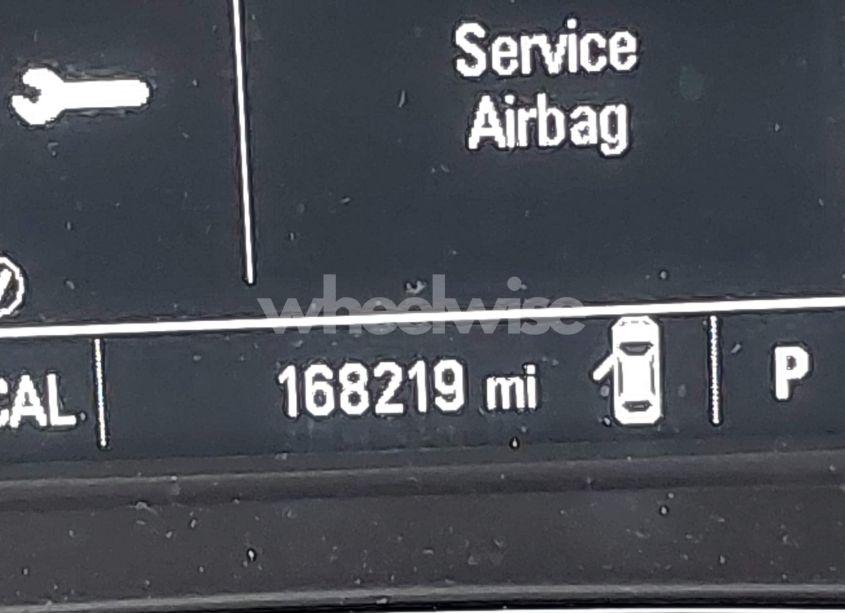 Service
Airbag
wheelwise
CAL
168219 mi
P